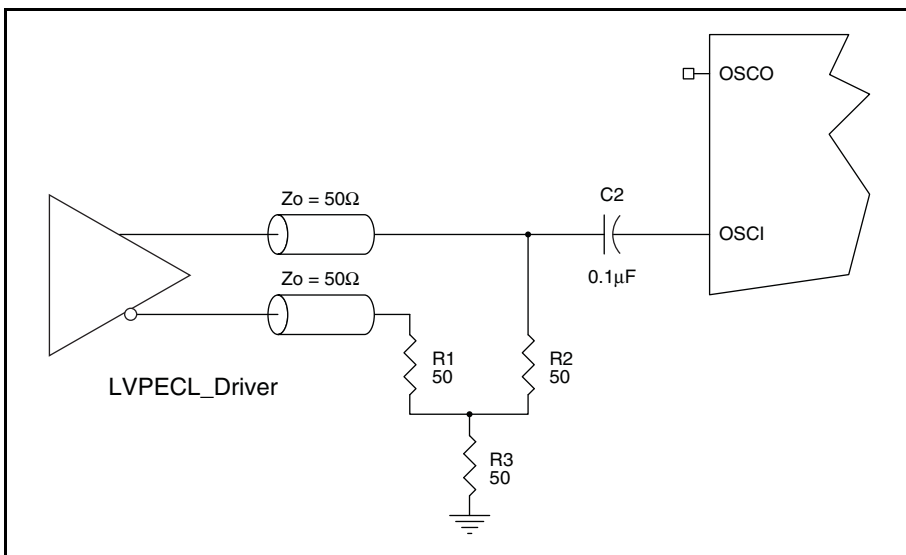 OSCO
C2
Zo = 50Ω
OSCI
0.1µF
Zo = 50Ω
R1
50
R2
50
LVPECL_Driver
R3
50